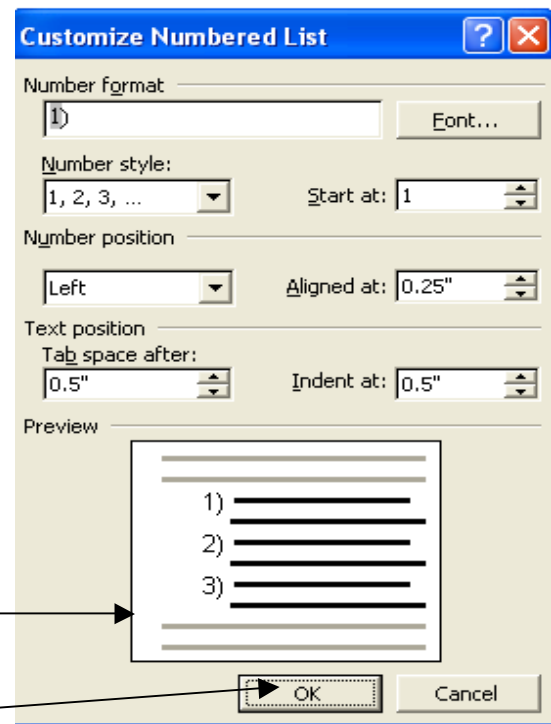 Customize Numbered List
Number format
1)
Font...
Number style:
1, 2, 3, ...
Start at: 1
Number position
Left
Aligned at: 0.25"
Text position
Tab space after:
0.5"
Indent at: 0.5"
Preview
1)
2)
3)
OK
Cancel